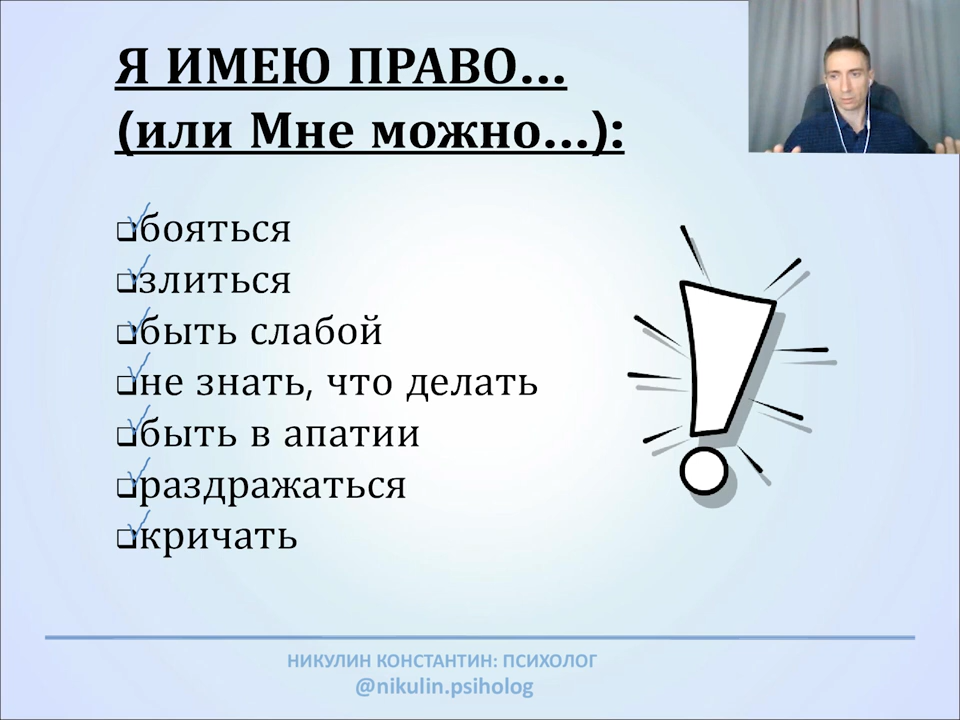 Я ИМЕЮ ПРАВО...
(или Мне можно...):
бояться
злиться
быть слабой
не знать, что делать
быть в апатии
раздражаться
кричать
НИКУЛИН КОНСТАНТИН: ПСИХОЛОГ
@nikulin.psiholog